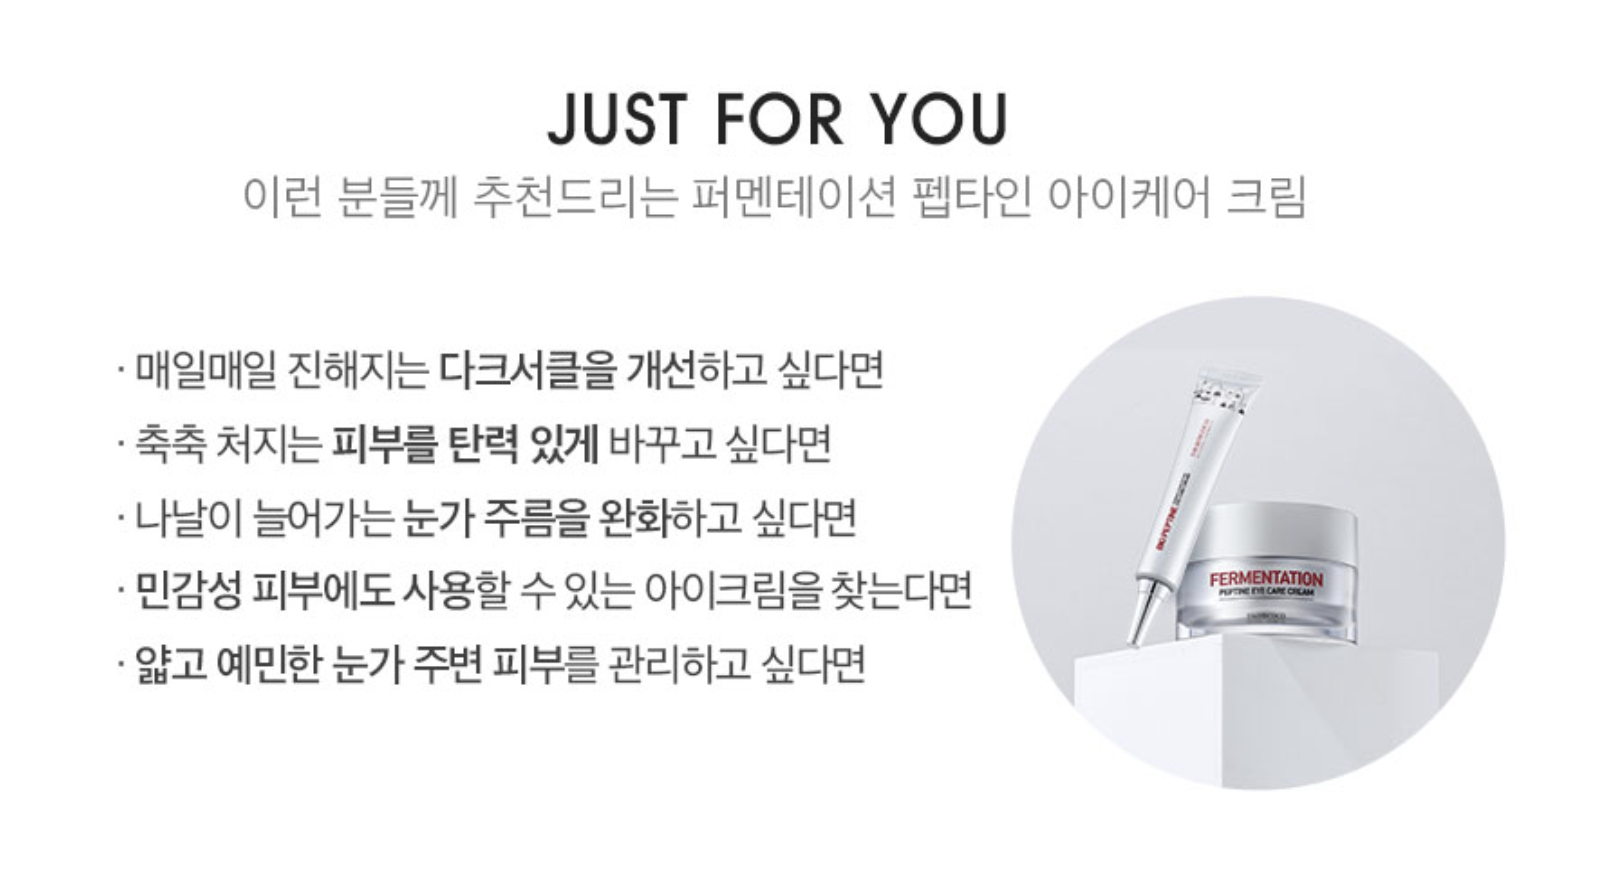 JUST FOR YOU
이런 분들께 추천드리는 퍼멘테이션 펩타인 아이케어 크림
· 매일매일 진해지는 다크서클을 개선하고 싶다면
· 축축 처지는 피부를 탄력 있게 바꾸고 싶다면
· 나날이 늘어가는 눈가 주름을 완화하고 싶다면
· 민감성 피부에도 사용할 수 있는 아이크림을 찾는다면
· 얇고 예민한 눈가 주변 피부를 관리하고 싶다면
BIO PEPTINE
FERMENTATION
PEPTINE EYE CARE CREAM